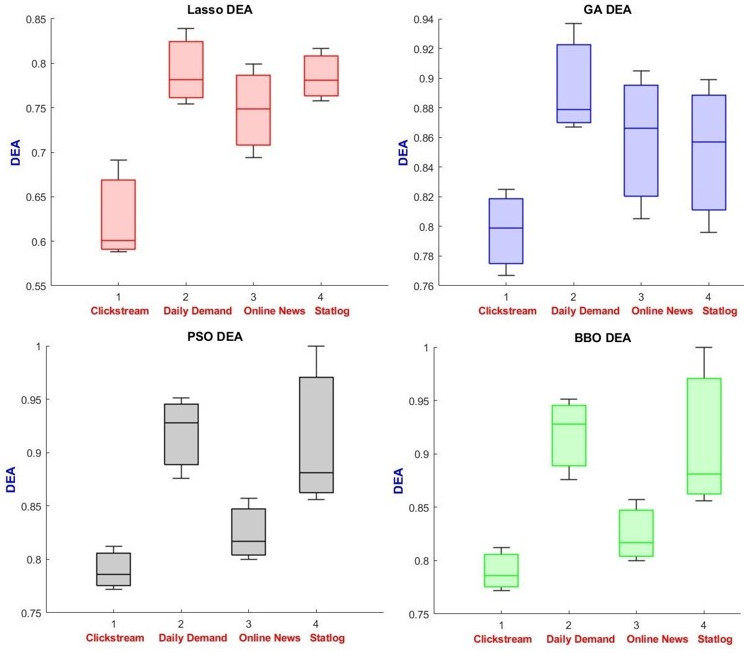 Lasso DEA
0.85
0.8
0.75
0.7
0.65
0.6
0.55
DEA
1 2 3 4
Clickstream Daily Demand Online News Statlog
GA DEA
0.94
0.92
0.9
0.88
0.86
0.84
0.82
0.8
0.78
0.76
DEA
1 2 3 4
Clickstream Daily Demand Online News Statlog
PSO DEA
1
0.95
0.9
0.85
0.8
0.75
DEA
1 2 3 4
Clickstream Daily Demand Online News Statlog
BBO DEA
1
0.95
0.9
0.85
0.8
0.75
DEA
1 2 3 4
Clickstream Daily Demand Online News Statlog